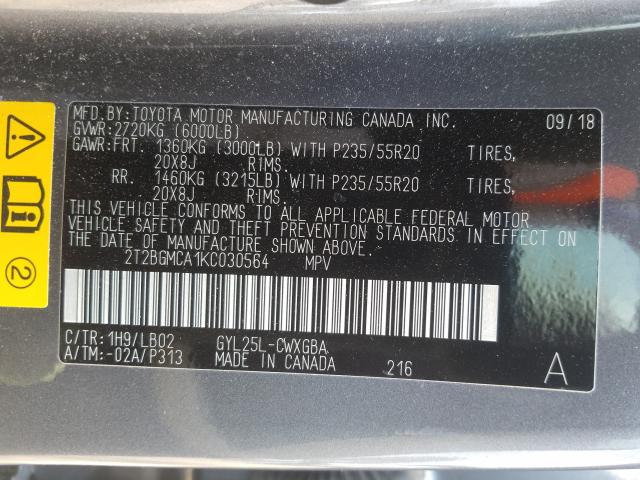 MFD.BY:TOYOTA MOTOR MANUFACTURING CANADA INC. 09/18
GVWR:2720KG (6000LB)
GAWR:FRT. 1360KG (3000LB) WITH P235/55R20 TIRES,
20X8J RIMS.
RR. 1460KG (3215LB) WITH P235/55R20 TIRES,
20X8J RIMS.
THIS VEHICLE CONFORMS TO ALL APPLICABLE FEDERAL MOTOR
VEHICLE SAFETY AND THEFT PREVENTION STANDARDS IN EFFECT ON
THE DATE OF MANUFACTURE SHOWN ABOVE.
2T2BGMCA1KC030564 MPV
C/TR:1H9/LB02 GYL25L-CWXGBA
A/TM:-02A/P313 MADE IN CANADA 216 A
2